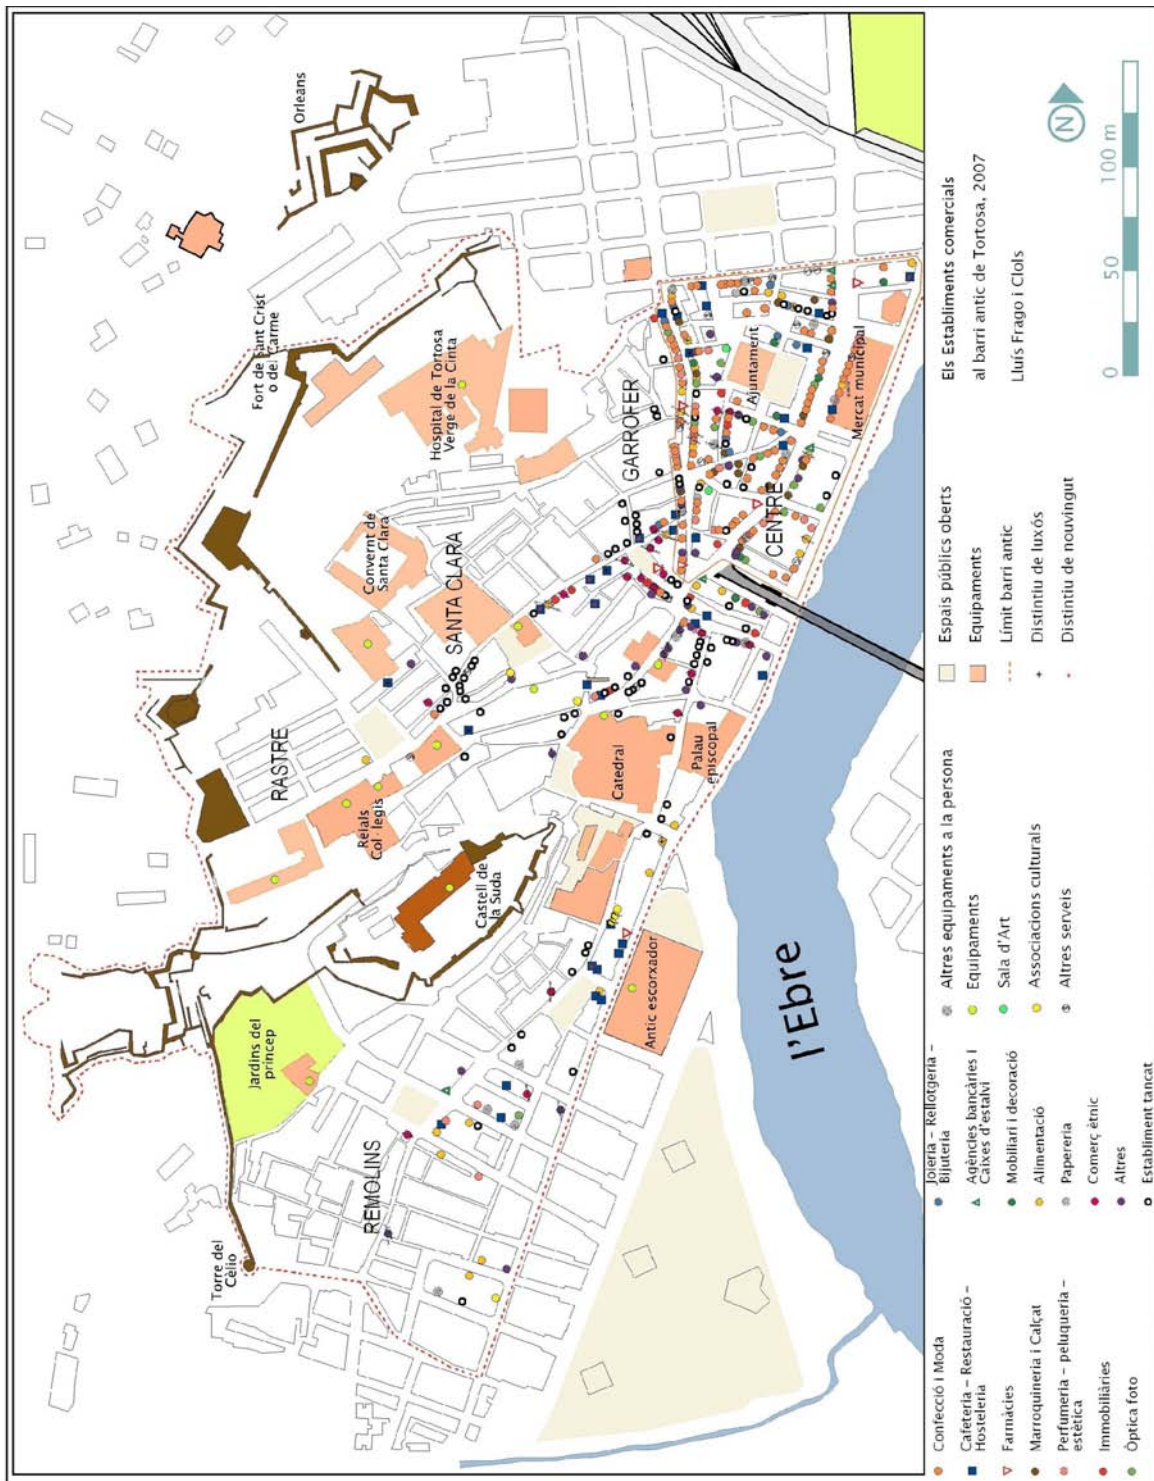 Orleans
Fort de Sant Crist
o del Carme
Hospital de Tortosa
Verge de la Cinta
GARROFER
Ajuntament
Mercat municipal
CENTRE
Convernt de
Santa Clara
SANTA CLARA
RASTRE
Reials
Col·legis
Catedral
Palau
episcopal
Castell de
la Suda
Jardins del
príncep
Antic escorxador
REMOLINS
Torre del
Cèlio
l'Ebre
Els Establiments comercials
al barri antic de Tortosa, 2007
Lluís Frago i Clols
N
0 50 100 m
Espais públics oberts
Equipaments
Límit barri antic
Distintiu de luxós
Distintiu de nouvingut
Altres equipaments a la persona
Equipaments
Sala d'Art
Associacions culturals
Altres serveis
Joieria – Rellotgeria –
Bijuteria
Agències bancàries i
Caixes d'estalvi
Mobiliari i decoració
Alimentació
Papereria
Comerç ètnic
Altres
Establiment tancat
Confecció i Moda
Cafeteria – Restauració –
Hosteleria
Farmàcies
Marroquineria i Calçat
Perfumeria – peluqueria –
estètica
Immobiliàries
Òptica foto